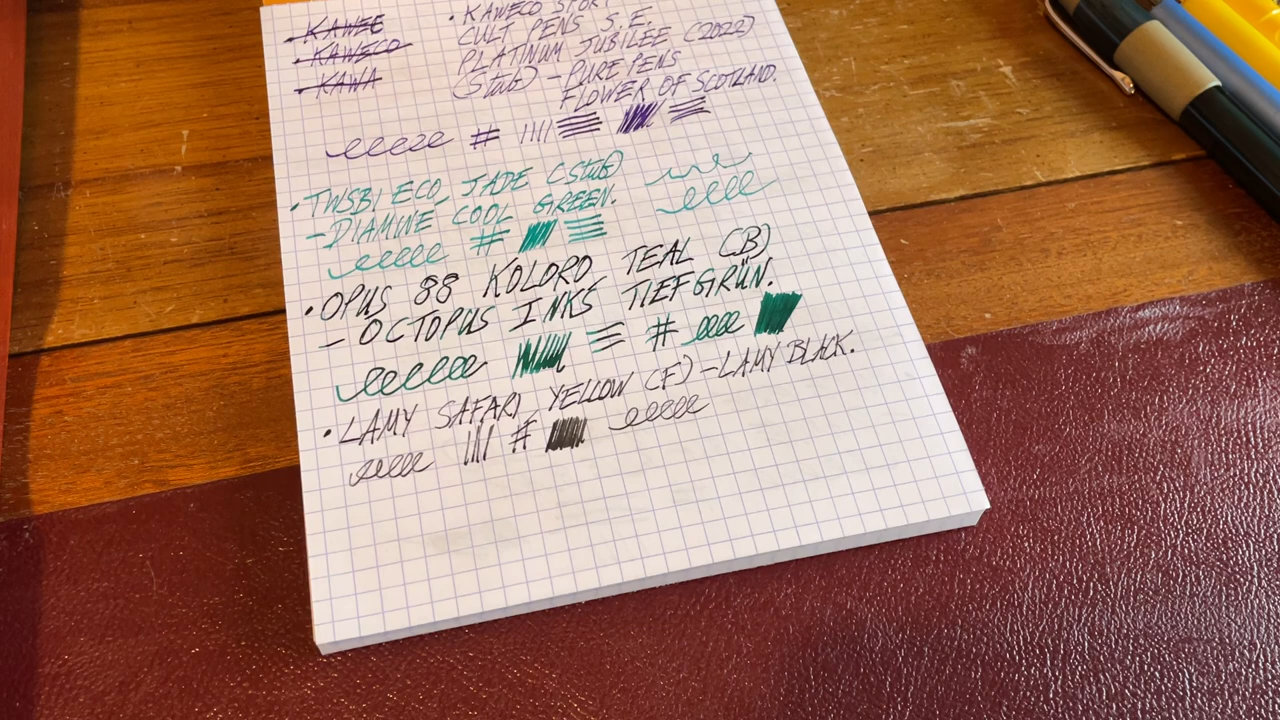 KAWEE
• KAWECO SPORT
KAWECO
CULT PENS S.E.
KAWA
PLATINUM JUBILEE (2022)
(Stub) - PURE PENS
FLOWER OF SCOTLAND.
• TWSBI ECO, JADE (Stub)
- DIAMINE COOL GREEN.
• OPUS 88 KOLORO, TEAL (B)
- OCTOPUS INKS TIEFGRÜN.
• LAMY SAFARI, YELLOW (F) - LAMY BLACK.